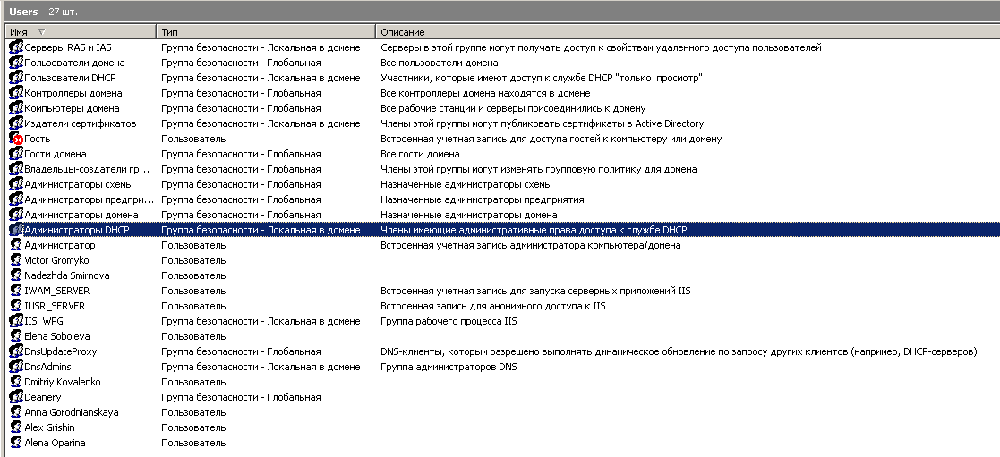 Users 27 шт.
Имя Тип Описание
Серверы RAS и IAS Группа безопасности - Локальная в домене Серверы в этой группе могут получать доступ к свойствам удаленного доступа пользователей
Пользователи домена Группа безопасности - Глобальная Все пользователи домена
Пользователи DHCP Группа безопасности - Локальная в домене Участники, которые имеют доступ к службе DHCP "только просмотр"
Контроллеры домена Группа безопасности - Глобальная Все контроллеры домена находятся в домене
Компьютеры домена Группа безопасности - Глобальная Все рабочие станции и серверы присоединились к домену
Издатели сертификатов Группа безопасности - Локальная в домене Члены этой группы могут публиковать сертификаты в Active Directory
Гость Пользователь Встроенная учетная запись для доступа гостей к компьютеру или домену
Гости домена Группа безопасности - Глобальная Все гости домена
Владельцы-создатели гр... Группа безопасности - Глобальная Члены этой группы могут изменять групповую политику для домена
Администраторы схемы Группа безопасности - Глобальная Назначенные администраторы схемы
Администраторы предпри... Группа безопасности - Глобальная Назначенные администраторы предприятия
Администраторы домена Группа безопасности - Глобальная Назначенные администраторы домена
Администраторы DHCP Группа безопасности - Локальная в домене Члены имеющие административные права доступа к службе DHCP
Администратор Пользователь Встроенная учетная запись администратора компьютера/домена
Victor Gromyko Пользователь
Nadezhda Smirnova Пользователь
IWAM_SERVER Пользователь Встроенная учетная запись для запуска серверных приложений IIS
IUSR_SERVER Пользователь Встроенная запись для анонимного доступа к IIS
IIS_WPG Группа безопасности - Локальная в домене Группа рабочего процесса IIS
Elena Soboleva Пользователь
DnsUpdateProxy Группа безопасности - Глобальная DNS-клиенты, которым разрешено выполнять динамическое обновление по запросу других клиентов (например, DHCP-серверов).
DnsAdmins Группа безопасности - Локальная в домене Группа администраторов DNS
Dmitriy Kovalenko Пользователь
Deanery Группа безопасности - Глобальная
Anna Gorodnianskaya Пользователь
Alex Grishin Пользователь
Alena Oparina Пользователь